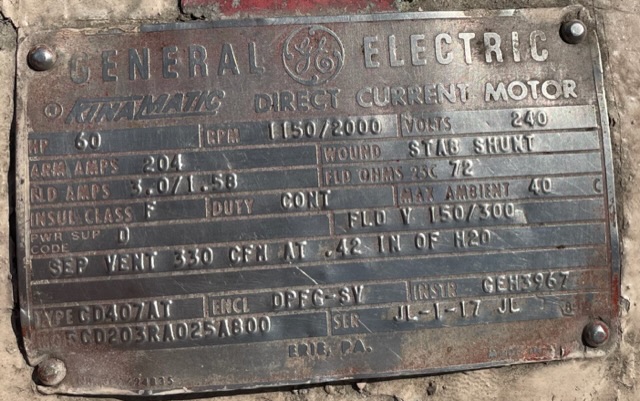 GENERAL GE ELECTRIC
KINAMATIC DIRECT CURRENT MOTOR
HP 60 RPM 1150/2000 VOLTS 240
ARM AMPS 204 WOUND STAB SHUNT
FLD AMPS 3.0/1.58 FLD OHMS 25C 72
INSUL CLASS F DUTY CONT MAX AMBIENT 40 C
PWR SUP CODE D FLD V 150/300
SEP VENT 330 CFM AT .42 IN OF H2O
TYPE CD407AT ENCL DPFG-SV INSTR GEH3967
5CD203RA025A800 SER JL-1-17 JL
ERIE, PA.